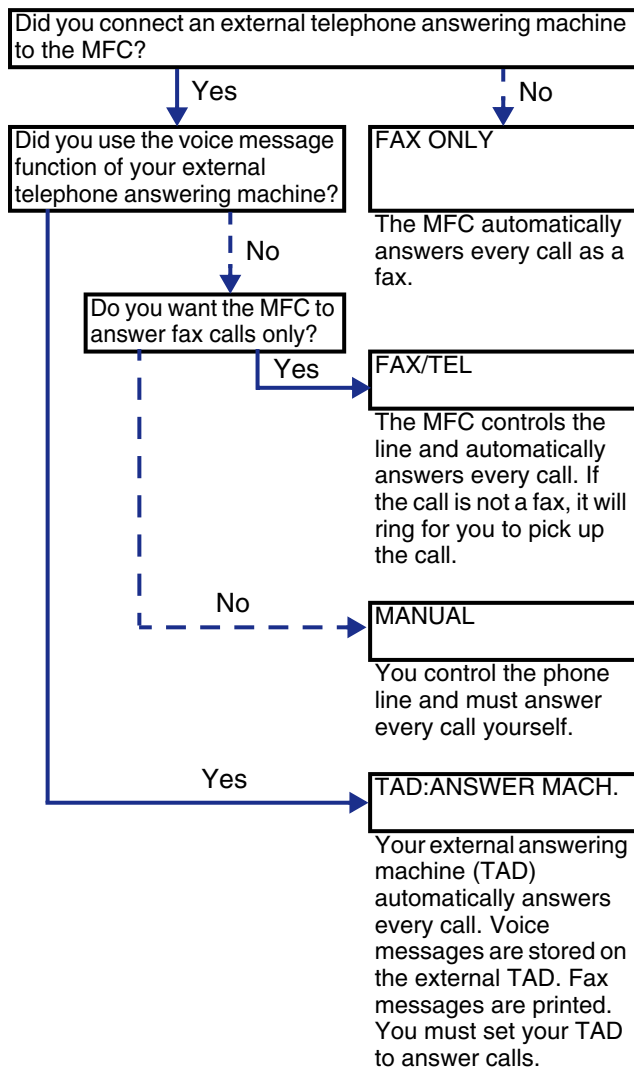 Did you connect an external telephone answering machine
to the MFC?
Yes
No
Did you use the voice message
function of your external
telephone answering machine?
FAX ONLY
The MFC automatically
answers every call as a
fax.
No
Do you want the MFC to
answer fax calls only?
Yes
FAX/TEL
The MFC controls the
line and automatically
answers every call. If
the call is not a fax, it will
ring for you to pick up
the call.
No
MANUAL
You control the phone
line and must answer
every call yourself.
Yes
TAD:ANSWER MACH.
Your external answering
machine (TAD)
automatically answers
every call. Voice
messages are stored on
the external TAD. Fax
messages are printed.
You must set your TAD
to answer calls.